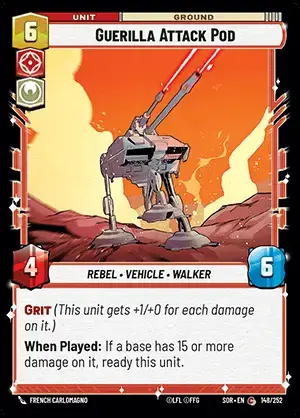 UNIT GROUND
6 GUERILLA ATTACK POD
4 6
REBEL • VEHICLE • WALKER
GRIT (This unit gets +1/+0 for each damage
on it.)
When Played: If a base has 15 or more
damage on it, ready this unit.
FRENCH CARLOMAGNO ©LFL ©FFG SOR • EN C 148/252